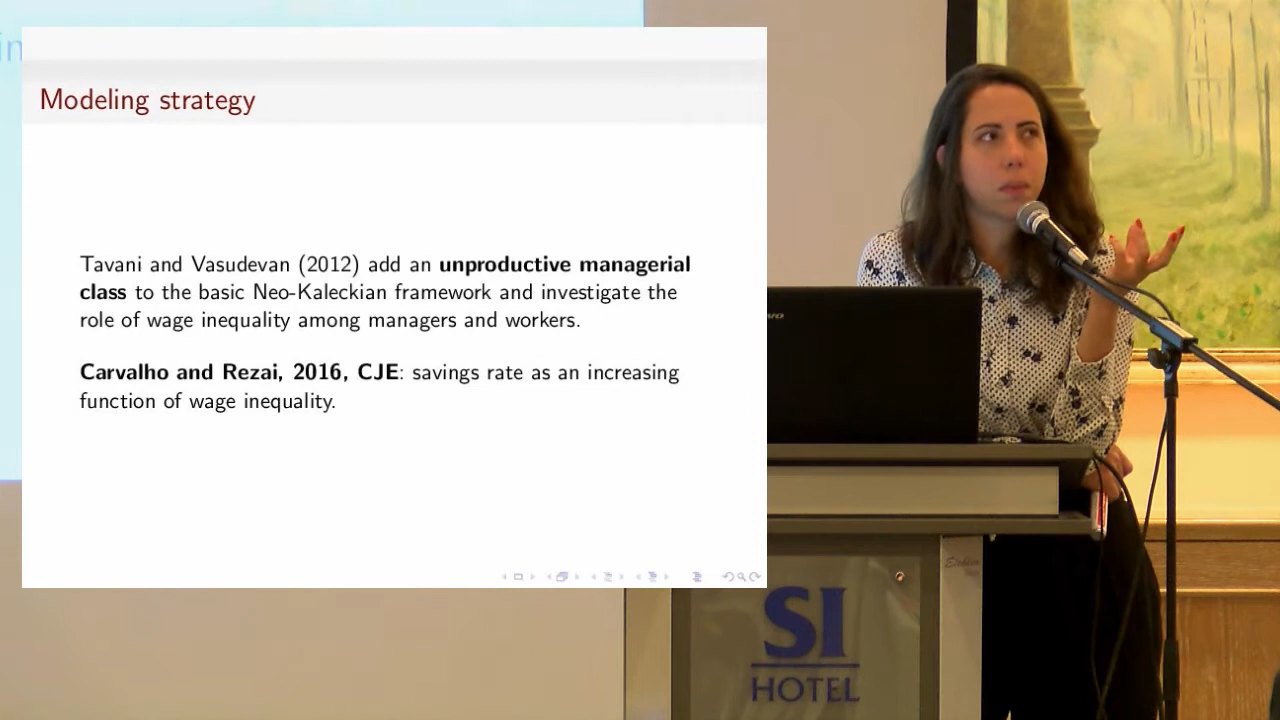 in
Modeling strategy
Tavani and Vasudevan (2012) add an unproductive managerial
class to the basic Neo-Kaleckian framework and investigate the
role of wage inequality among managers and workers.
Carvalho and Rezai, 2016, CJE: savings rate as an increasing
function of wage inequality.
SI
HOTEL